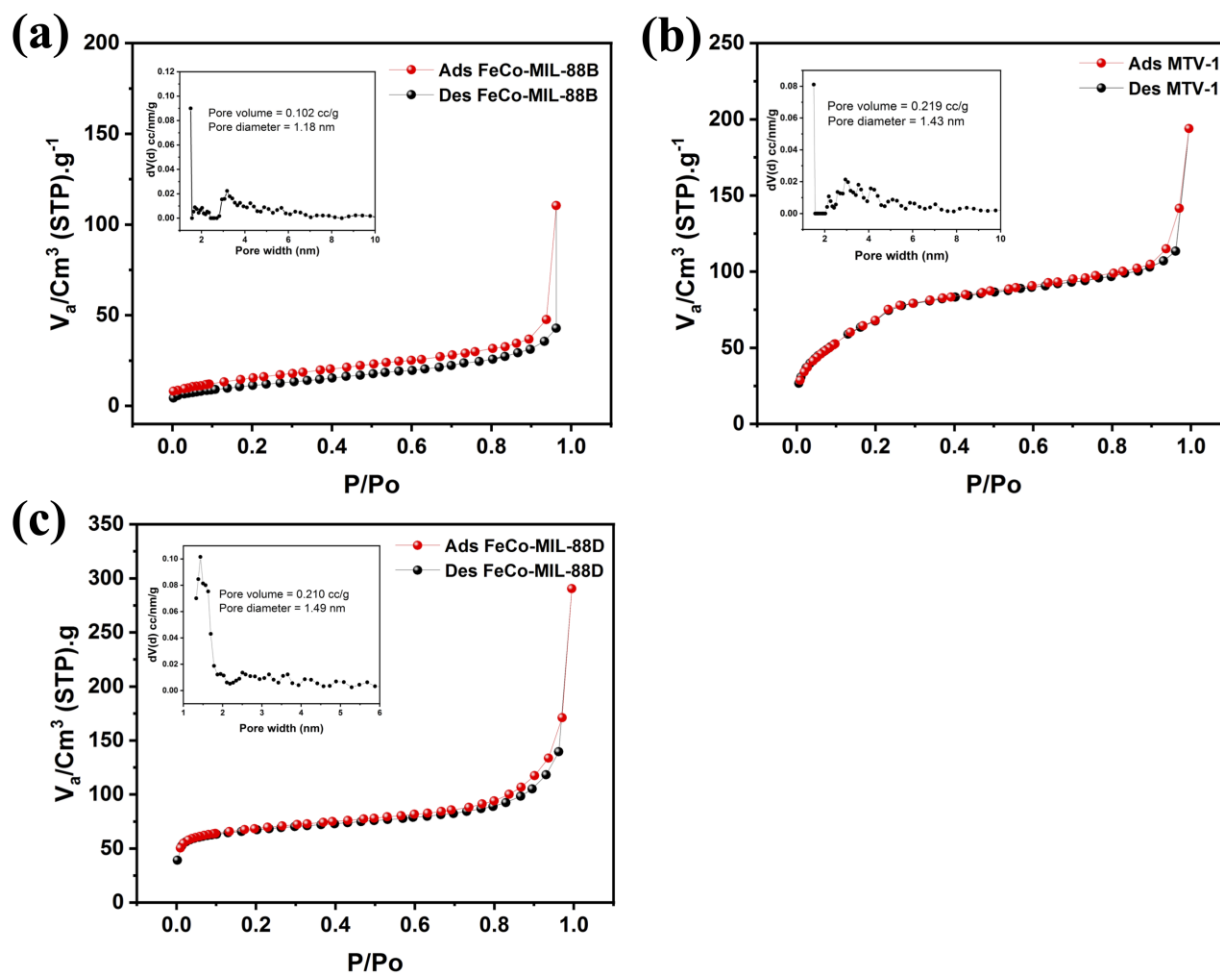 (a)
200
150
100
50
0
0.0 0.2 0.4 0.6 0.8 1.0
Va/Cm³ (STP).g⁻¹
P/Po
Ads FeCo-MIL-88B
Des FeCo-MIL-88B
0.12
0.10
0.08
0.06
0.04
0.02
0.00
2 4 6 8 10
dV(d) cc/nm/g
Pore width (nm)
Pore volume = 0.102 cc/g
Pore diameter = 1.18 nm
(b)
250
200
150
100
50
0
0.0 0.2 0.4 0.6 0.8 1.0
Va/Cm³ (STP).g⁻¹
P/Po
Ads MTV-1
Des MTV-1
0.08
0.06
0.04
0.02
0.00
2 4 6 8 10
dV(d) cc/nm/g
Pore width (nm)
Pore volume = 0.219 cc/g
Pore diameter = 1.43 nm
(c)
350
300
250
200
150
100
50
0
0.0 0.2 0.4 0.6 0.8 1.0
Va/Cm³ (STP).g
P/Po
Ads FeCo-MIL-88D
Des FeCo-MIL-88D
0.10
0.08
0.06
0.04
0.02
0.00
1 2 3 4 5 6
dV(d) cc/nm/g
Pore width (nm)
Pore volume = 0.210 cc/g
Pore diameter = 1.49 nm